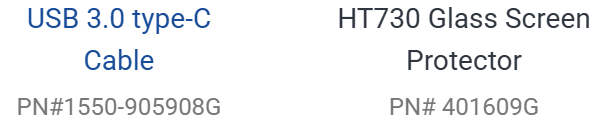 USB 3.0 type-C
Cable
PN#1550-905908G
HT730 Glass Screen
Protector
PN# 401609G